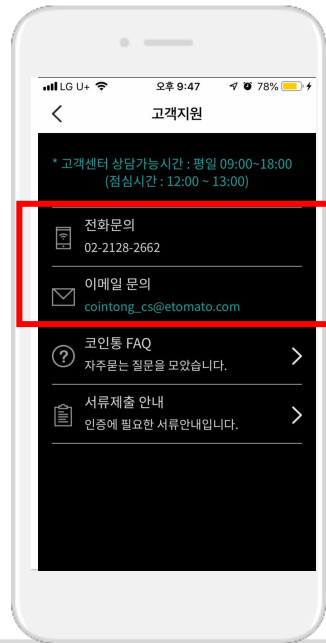 LG U+ 오후 9:47 78%
고객지원
* 고객센터 상담가능시간 : 평일 09:00~18:00
(점심시간 : 12:00 ~ 13:00)
전화문의
02-2128-2662
이메일 문의
cointong_cs@etomato.com
코인통 FAQ
자주묻는 질문을 모았습니다.
서류제출 안내
인증에 필요한 서류안내입니다.